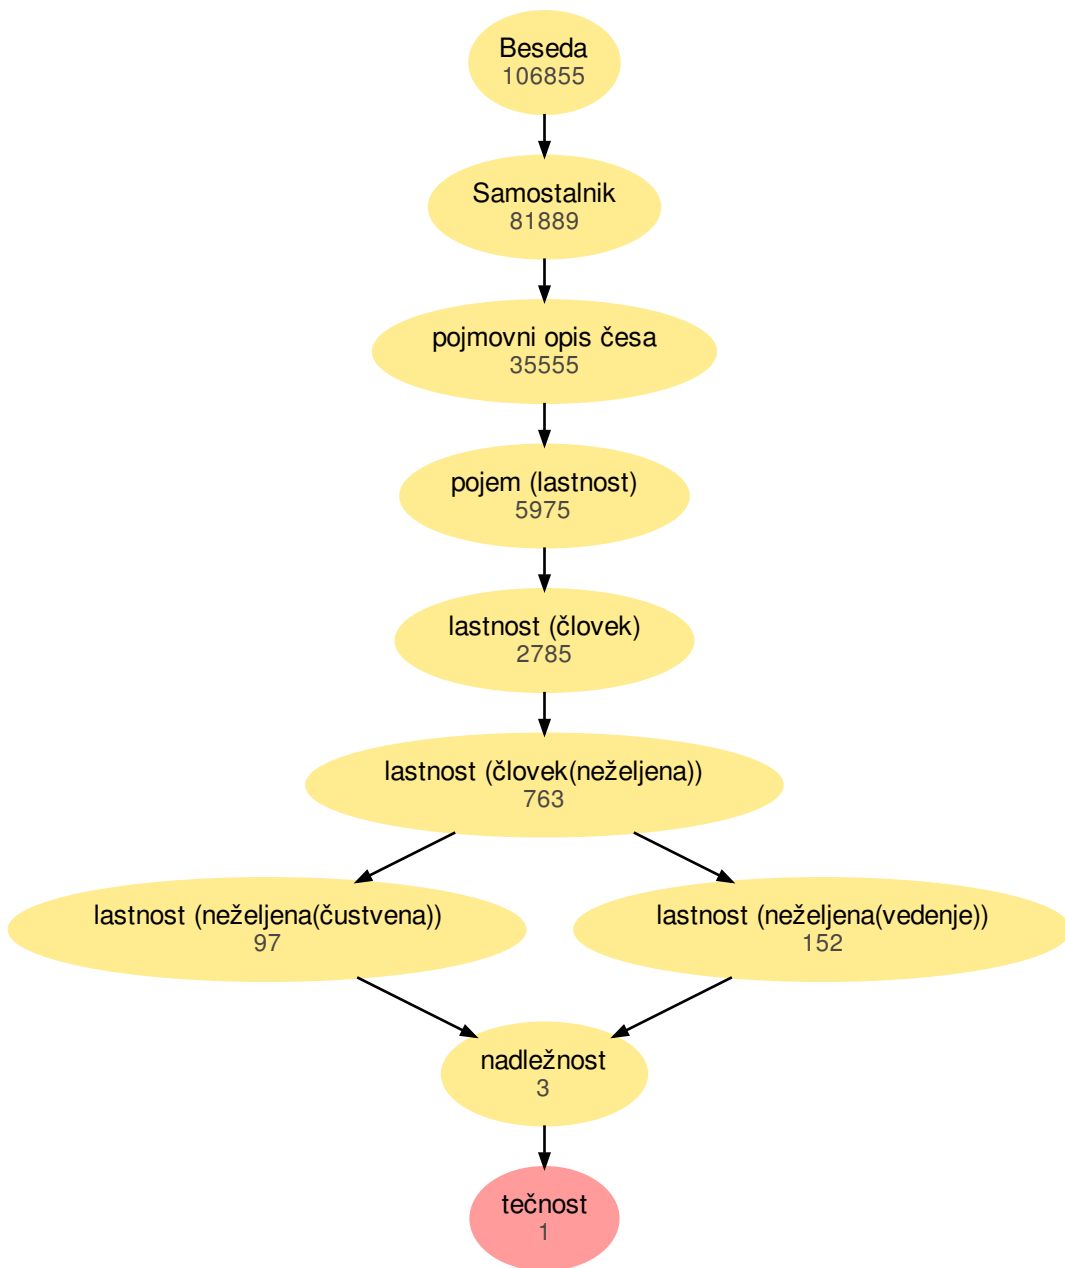 Beseda
106855
Samostalnik
81889
pojmovni opis česa
35555
pojem (lastnost)
5975
lastnost (človek)
2785
lastnost (človek(neželjena))
763
lastnost (neželjena(čustvena))
97
lastnost (neželjena(vedenje))
152
nadležnost
3
tečnost
1